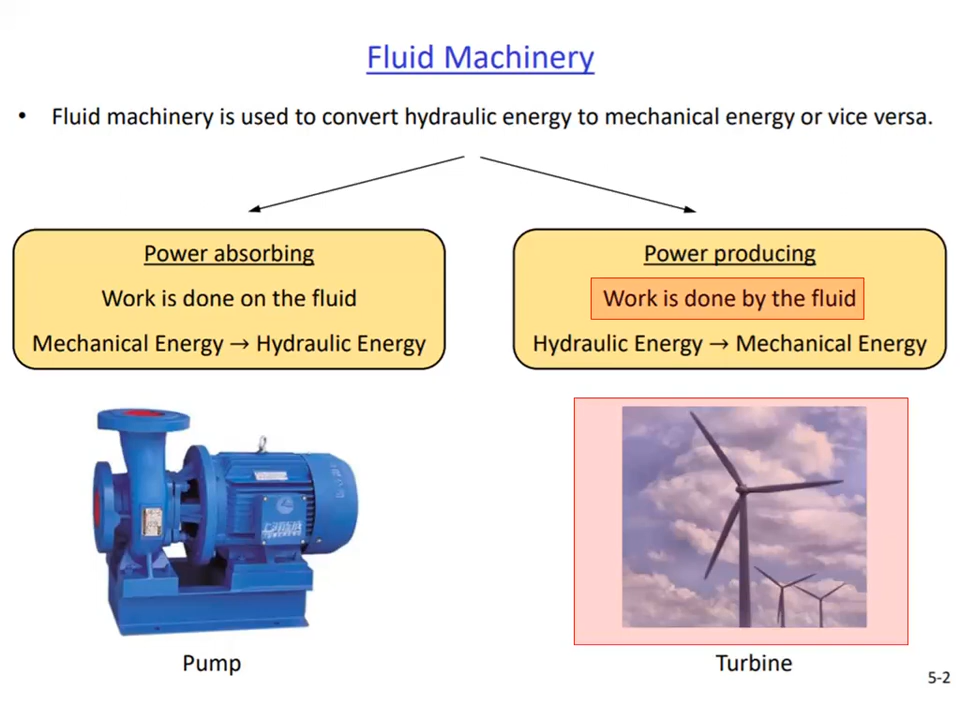 Fluid Machinery
• Fluid machinery is used to convert hydraulic energy to mechanical energy or vice versa.
Power absorbing
Work is done on the fluid
Mechanical Energy → Hydraulic Energy
Power producing
Work is done by the fluid
Hydraulic Energy → Mechanical Energy
Pump
Turbine
5-2